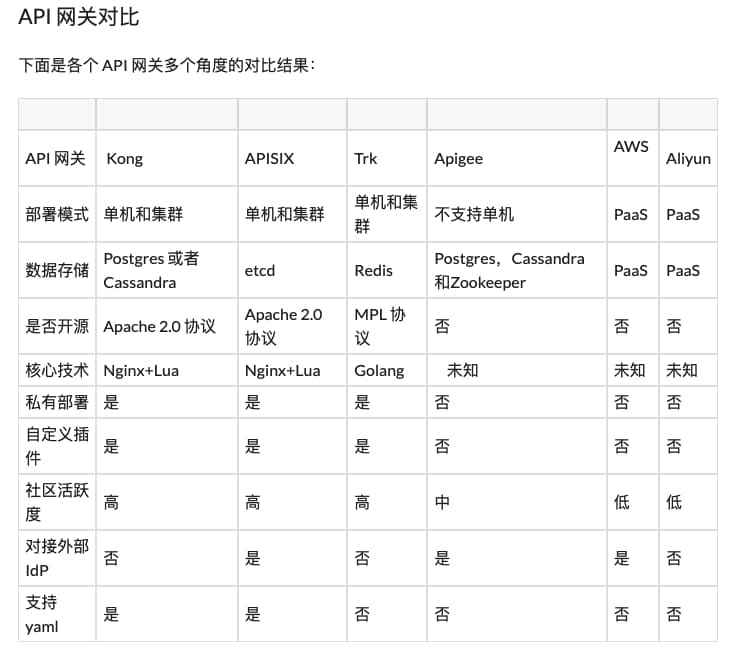 API 网关对比
下面是各个 API 网关多个角度的对比结果：
API 网关 Kong APISIX Trk Apigee AWS Aliyun
部署模式 单机和集群 单机和集群 单机和集群 不支持单机 PaaS PaaS
数据存储 Postgres 或者 Cassandra etcd Redis Postgres，Cassandra 和Zookeeper PaaS PaaS
是否开源 Apache 2.0 协议 Apache 2.0 协议 MPL 协议 否 否 否
核心技术 Nginx+Lua Nginx+Lua Golang 未知 未知 未知
私有部署 是 是 是 否 否 否
自定义插件 是 是 是 否 否 否
社区活跃度 高 高 高 中 低 低
对接外部 IdP 否 是 否 是 是 否
支持 yaml 是 是 否 否 否 否